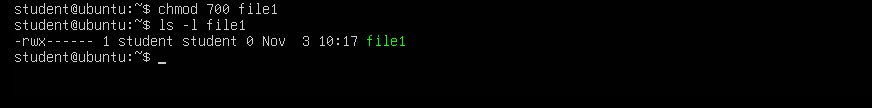 student@ubuntu:~$ chmod 700 file1
student@ubuntu:~$ ls -l file1
-rwx------ 1 student student 0 Nov  3 10:17 file1
student@ubuntu:~$ _